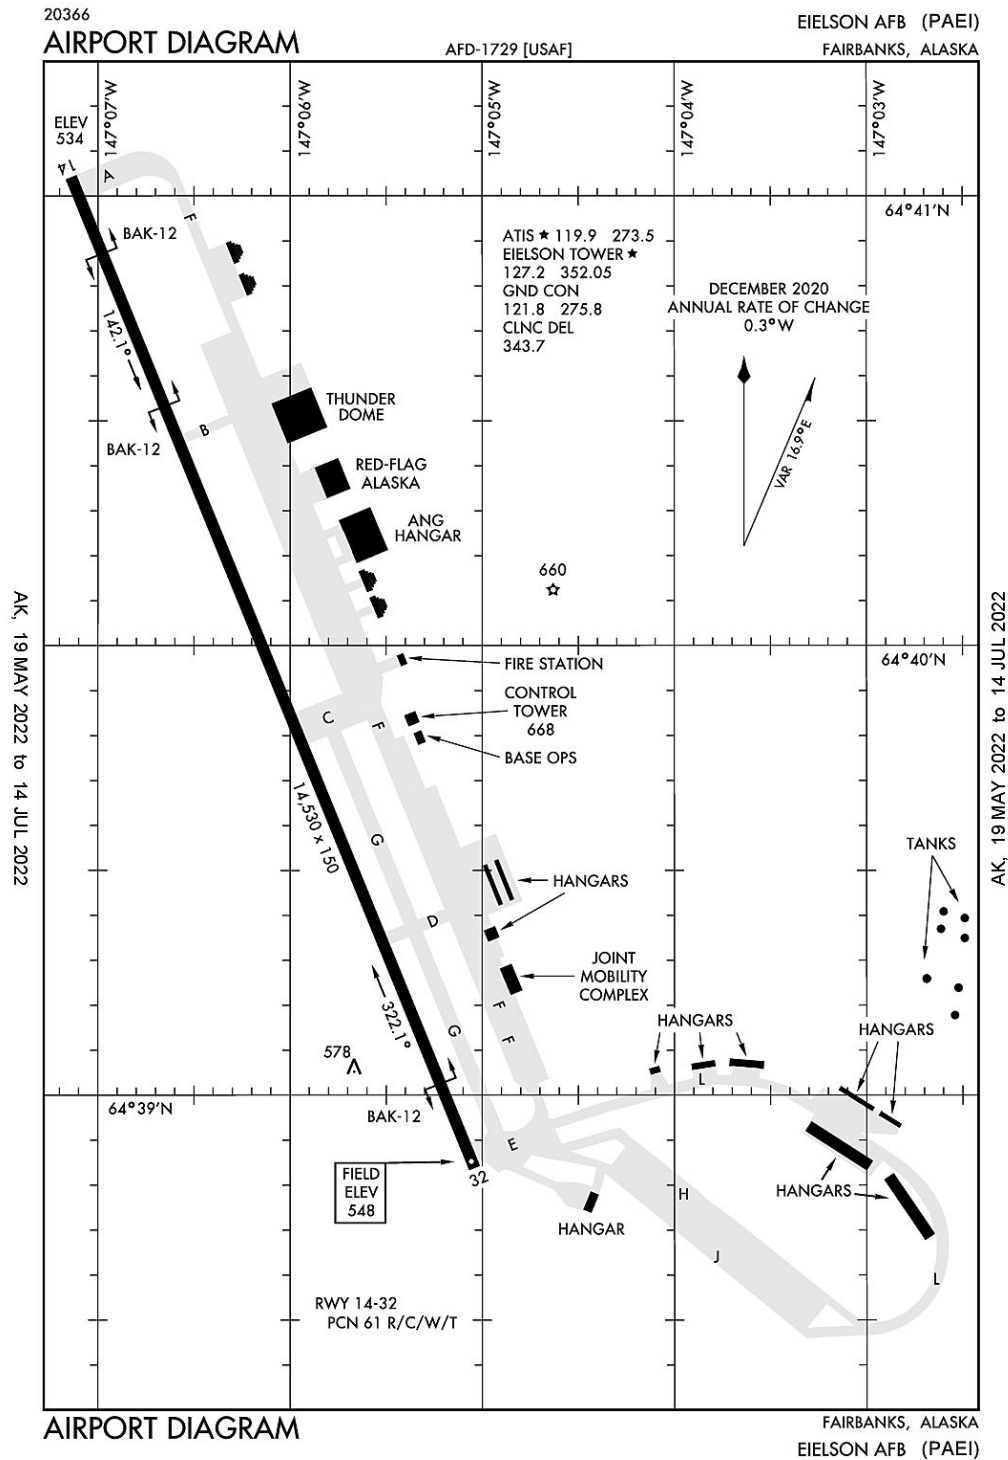 20366
AIRPORT DIAGRAM
AFD-1729 [USAF]
EIELSON AFB (PAEI)
FAIRBANKS, ALASKA
147°07'W
147°06'W
147°05'W
147°04'W
147°03'W
ELEV
534
14
A
F
BAK-12
64°41'N
ATIS ★ 119.9 273.5
EIELSON TOWER ★
127.2 352.05
GND CON
121.8 275.8
CLNC DEL
343.7
DECEMBER 2020
ANNUAL RATE OF CHANGE
0.3° W
VAR 16.9° E
142.1°
BAK-12
B
THUNDER
DOME
RED-FLAG
ALASKA
ANG
HANGAR
660
AK, 19 MAY 2022 to 14 JUL 2022
AK, 19 MAY 2022 to 14 JUL 2022
FIRE STATION
64°40'N
CONTROL
TOWER
668
BASE OPS
C
F
14,530 x 150
G
HANGARS
D
TANKS
JOINT
MOBILITY
COMPLEX
F
F
322.1°
G
578
HANGARS
L
HANGARS
64°39'N
BAK-12
E
FIELD
ELEV
548
32
HANGAR
H
J
HANGARS
L
RWY 14-32
PCN 61 R/C/W/T
AIRPORT DIAGRAM
FAIRBANKS, ALASKA
EIELSON AFB (PAEI)